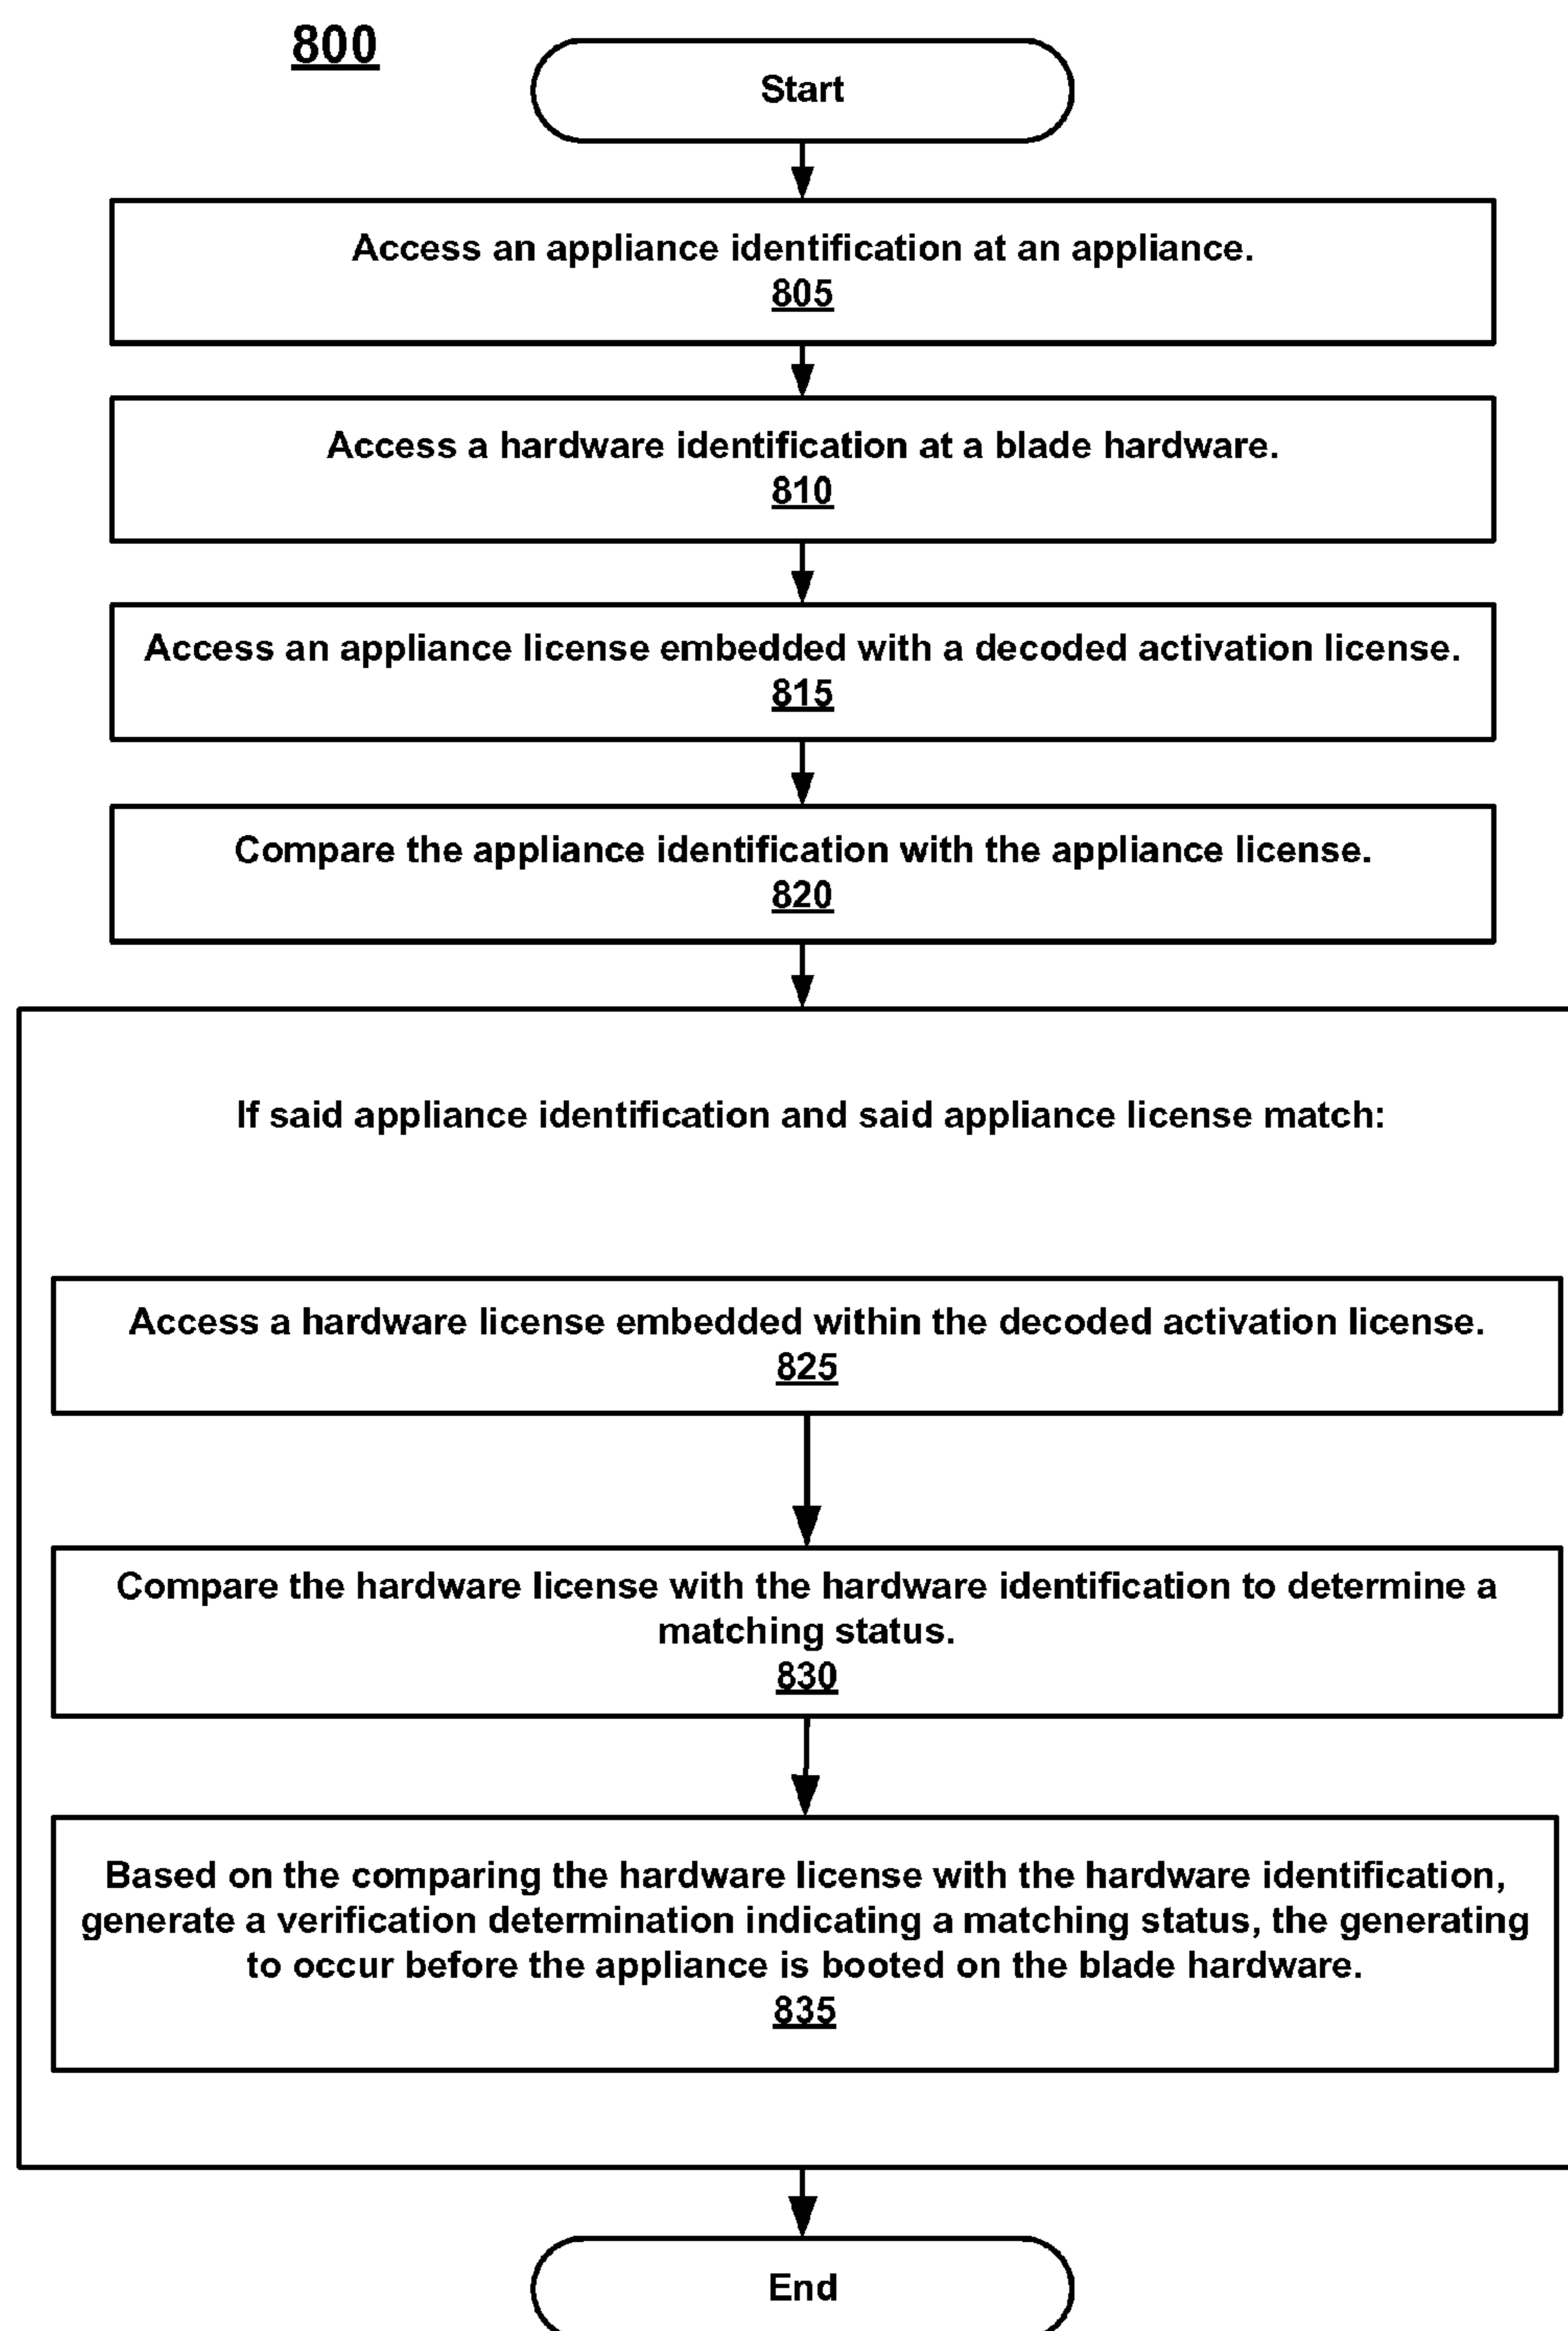 800
Start
Access an appliance identification at an appliance.
805
Access a hardware identification at a blade hardware.
810
Access an appliance license embedded with a decoded activation license.
815
Compare the appliance identification with the appliance license.
820
If said appliance identification and said appliance license match:
Access a hardware license embedded within the decoded activation license.
825
Compare the hardware license with the hardware identification to determine a
matching status.
830
Based on the comparing the hardware license with the hardware identification,
generate a verification determination indicating a matching status, the generating
to occur before the appliance is booted on the blade hardware.
835
End